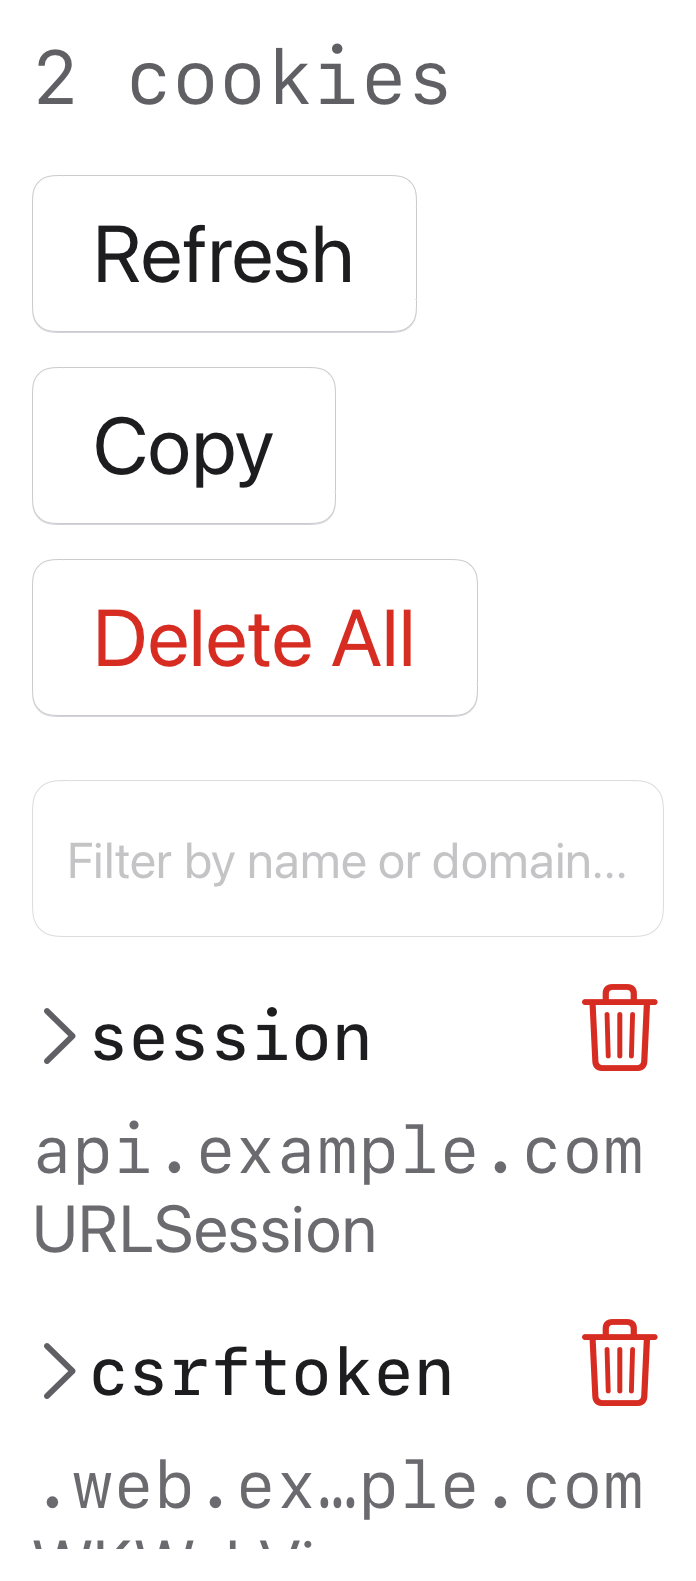 2 cookies
Refresh
Copy
Delete All
Filter by name or domain...
session
api.example.com
URLSession
csrftoken
.web.ex…ple.com